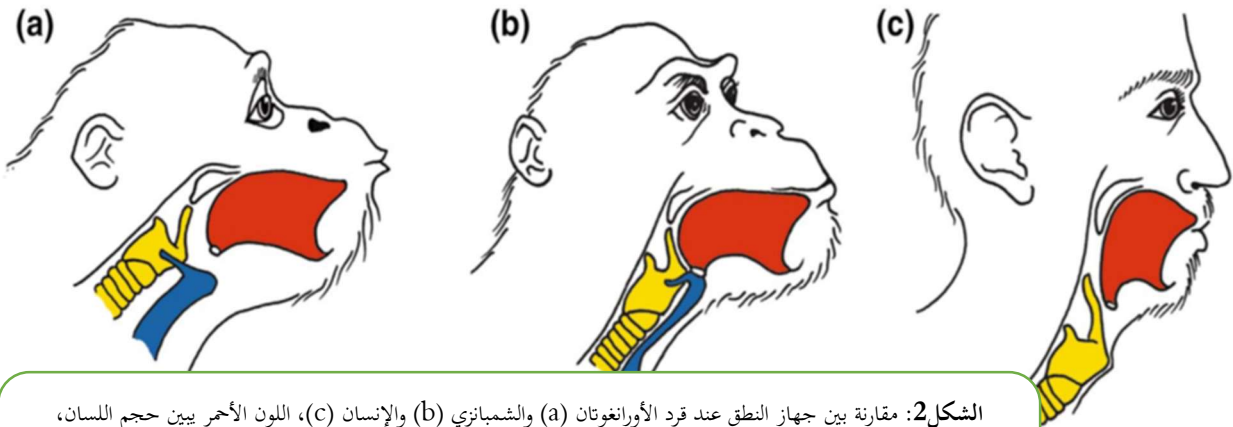 (a) (b) (c)
الشكل2: مقارنة بين جهاز النطق عند قرد الأورانغوتان (a) والشمبانزي (b) والإنسان (c)، اللون الأحمر يبين حجم اللسان،